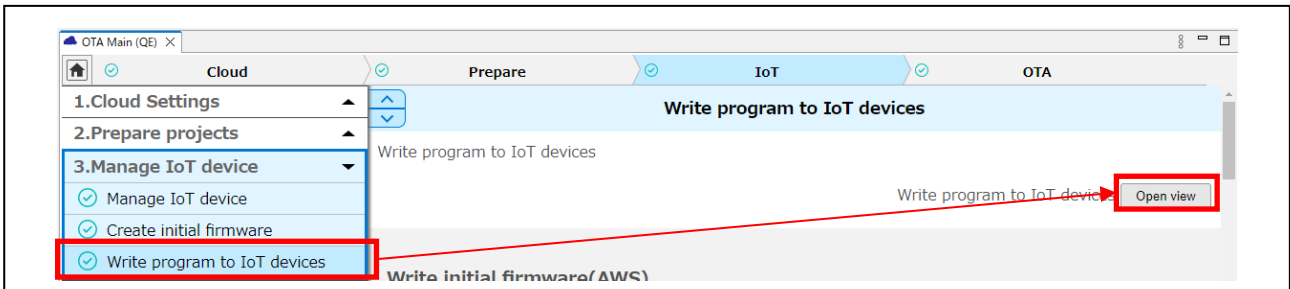 OTA Main (QE)
Cloud
Prepare
IoT
OTA
1.Cloud Settings
Write program to IoT devices
2.Prepare projects
Write program to IoT devices
3.Manage IoT device
Manage IoT device
Write program to IoT devices Open view
Create initial firmware
Write program to IoT devices
Write initial firmware(AWS)